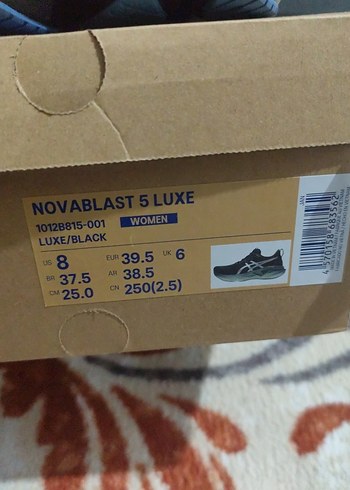 NOVABLAST 5 LUXE
1012B815-001 WOMEN
LUXE/BLACK
US 8 EUR 39.5 UK 6
BR 37.5 AR 38.5
CM 25.0 CN 250(2.5)
JAN